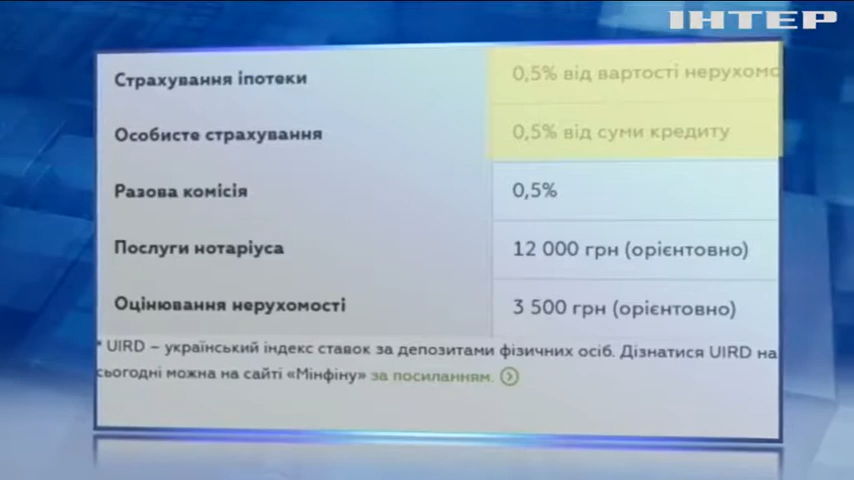 ІНТЕР
Страхування іпотеки 0,5% від вартості
Особисте страхування 0,5% від суми кредиту
Разова комісія 0,5%
Послуги нотаріуса 12 000 грн (орієнтовно)
Оцінювання нерухомості 3 500 грн (орієнтовно)
* UIRD – український індекс ставок за депозитами фізичних осіб. Дізнатися UIRD на
сьогодні можна на сайті «Мінфіну» за посиланням.